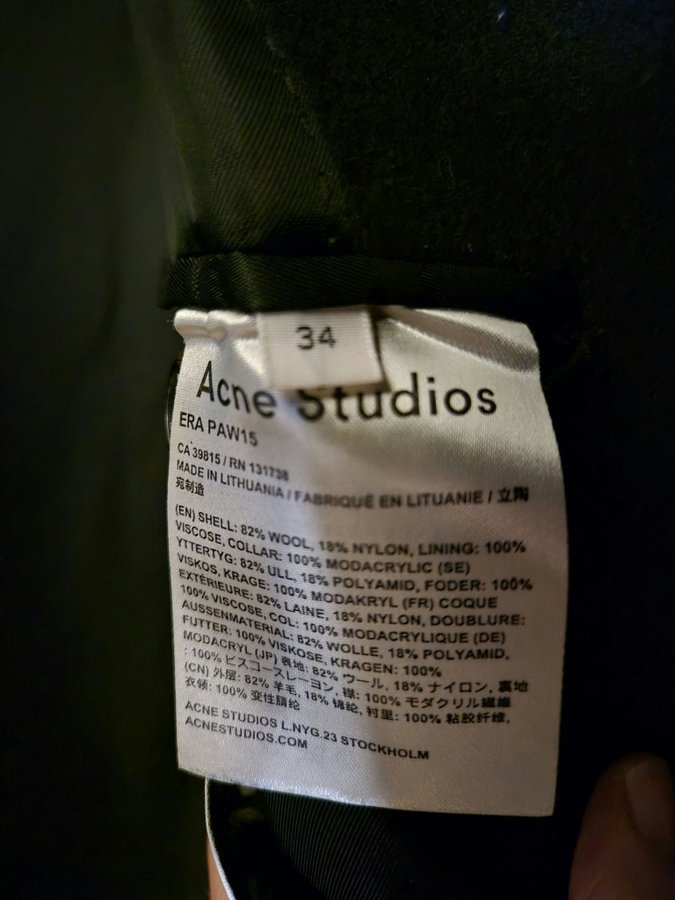 34
Acne Studios
ERA PAW15
CA 39815 / RN 131738
MADE IN LITHUANIA / FABRIQUÉ EN LITUANIE / 立陶
宛制造
(EN) SHELL: 82% WOOL, 18% NYLON, LINING: 100%
VISCOSE, COLLAR: 100% MODACRYLIC (SE)
YTTERTYG: 82% ULL, 18% POLYAMID, FODER: 100%
VISKOS, KRAGE: 100% MODAKRYL (FR) COQUE
EXTÉRIEURE: 82% LAINE, 18% NYLON, DOUBLURE:
100% VISCOSE, COL: 100% MODACRYLIQUE (DE)
AUSSENMATERIAL: 82% WOLLE, 18% POLYAMID,
FUTTER: 100% VISKOSE, KRAGEN: 100%
MODACRYL (JP) 表地: 82% ウール, 18% ナイロン, 裏地
: 100% ビスコースレーヨン, 襟: 100% モダクリル繊維
(CN) 外层: 82% 羊毛, 18% 锦纶, 衬里: 100% 粘胶纤维,
衣领: 100% 变性腈纶
ACNE STUDIOS L.NYG.23 STOCKHOLM
ACNESTUDIOS.COM